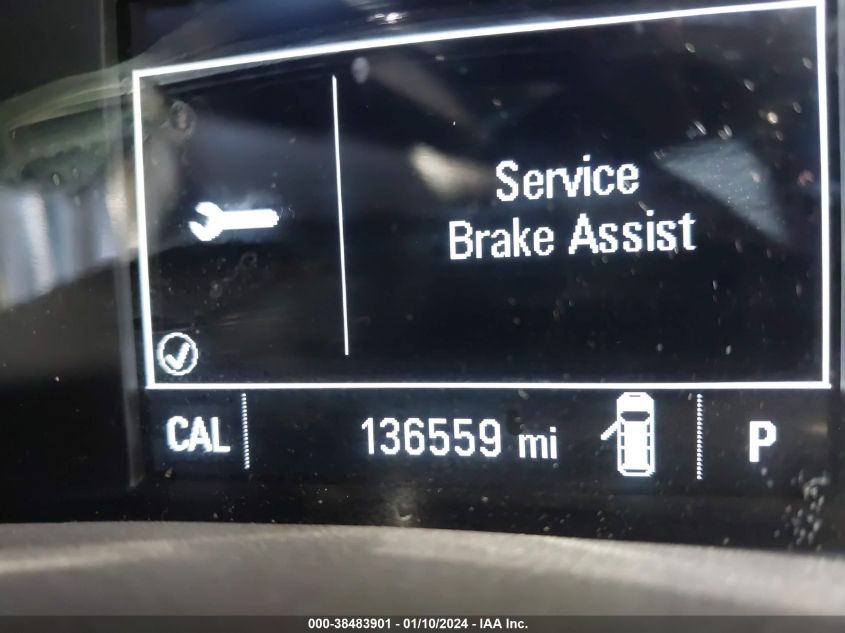 Service
Brake Assist
CAL 136559 mi P
000-38483901 - 01/10/2024 - IAA Inc.